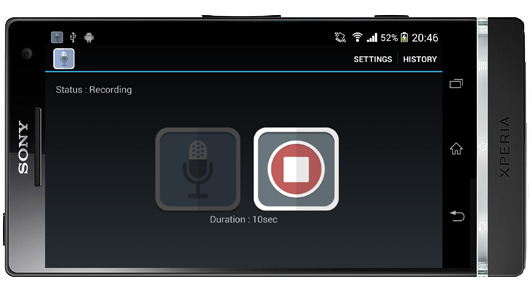 52% 20:46
SETTINGS HISTORY
Status : Recording
Duration : 10sec
SONY
XPERIA